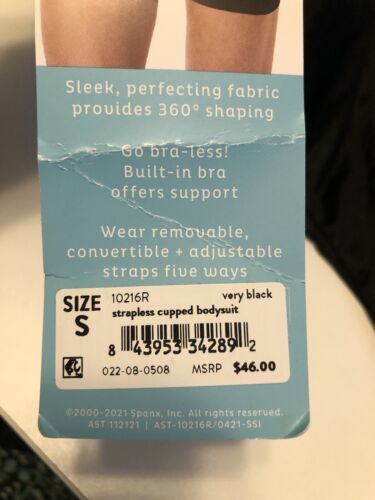 Sleek, perfecting fabric
provides 360° shaping
Go bra-less!
Built-in bra
offers support
Wear removable,
convertible + adjustable
straps five ways
SIZE
S
10216R very black
strapless cupped bodysuit
8 43953 34289 2
022-08-0508 MSRP $46.00
©2000-2021 Spanx, Inc. All rights reserved.
AST 112121 | AST-10216R/0421-SSI